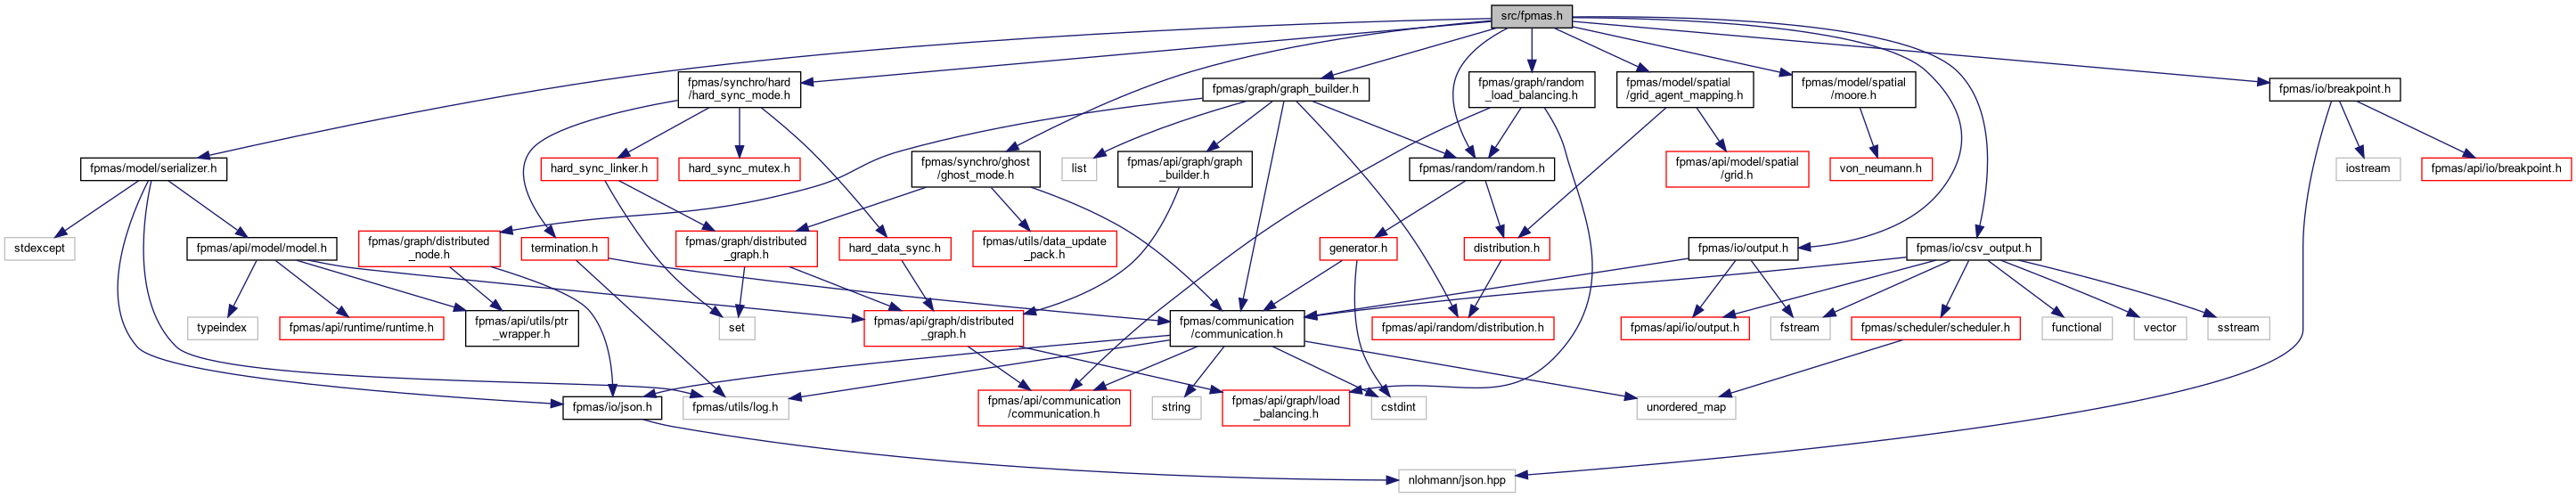 src/fpmas.h
fpmas/synchro/hard
/hard_sync_mode.h
fpmas/graph/graph_builder.h
fpmas/graph/random
_load_balancing.h
fpmas/model/spatial
/grid_agent_mapping.h
fpmas/model/spatial
/moore.h
fpmas/io/breakpoint.h
fpmas/model/serializer.h
hard_sync_linker.h
hard_sync_mutex.h
fpmas/synchro/ghost
/ghost_mode.h
list
fpmas/api/graph/graph
_builder.h
fpmas/random/random.h
fpmas/api/model/spatial
/grid.h
von_neumann.h
iostream
fpmas/api/io/breakpoint.h
stdexcept
fpmas/api/model/model.h
fpmas/graph/distributed
_node.h
termination.h
fpmas/graph/distributed
_graph.h
hard_data_sync.h
fpmas/utils/data_update
_pack.h
generator.h
distribution.h
fpmas/io/output.h
fpmas/io/csv_output.h
typeindex
fpmas/api/runtime/runtime.h
fpmas/api/utils/ptr
_wrapper.h
set
fpmas/api/graph/distributed
_graph.h
fpmas/communication
/communication.h
fpmas/api/random/distribution.h
fpmas/api/io/output.h
fstream
fpmas/scheduler/scheduler.h
functional
vector
sstream
fpmas/io/json.h
fpmas/utils/log.h
fpmas/api/communication
/communication.h
string
fpmas/api/graph/load
_balancing.h
cstdint
unordered_map
nlohmann/json.hpp